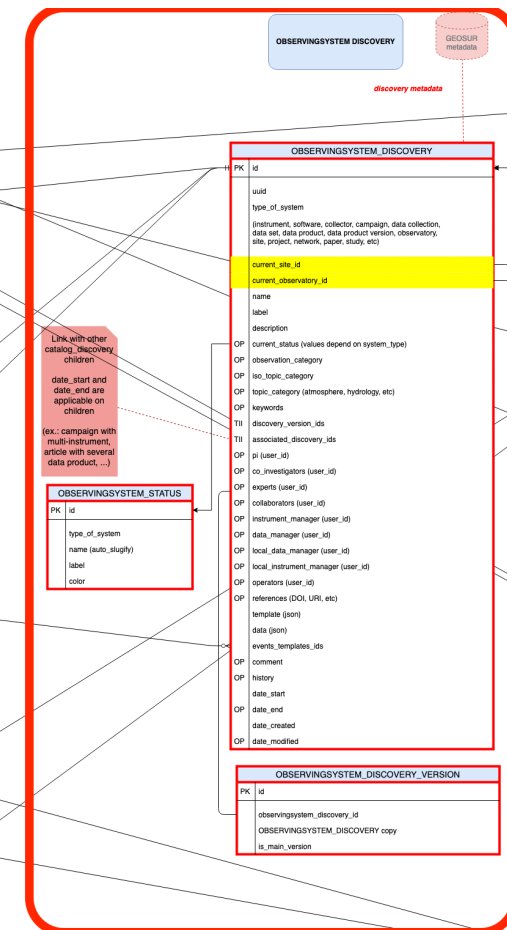 OBSERVINGSYSTEM DISCOVERY
GEOSUR
metadata
discovery metadata
OBSERVINGSYSTEM_DISCOVERY
PK id
uuid
type_of_system
(instrument, software, collector, campaign, data collection,
data set, data product, data product version, observatory,
site, project, network, paper, study, etc)
current_site_id
current_observatory_id
name
label
description
OP current_status (values depend on system_type)
OP observation_category
OP iso_topic_category
OP topic_category (atmosphere, hydrology, etc)
OP keywords
TII discovery_version_ids
TII associated_discovery_ids
OP pi (user_id)
OP co_investigators (user_id)
OP experts (user_id)
OP collaborators (user_id)
OP instrument_manager (user_id)
OP data_manager (user_id)
OP local_data_manager (user_id)
OP local_instrument_manager (user_id)
OP operators (user_id)
OP references (DOI, URI, etc)
template (json)
data (json)
events_templates_ids
OP comment
OP history
date_start
OP date_end
date_created
OP date_modified
Link with other
catalog_discovery
children
date_start and
date_end are
applicable on
children
(ex.: campaign with
multi-instrument,
article with several
data product, ...)
OBSERVINGSYSTEM_STATUS
PK id
type_of_system
name (auto_slugify)
label
color
OBSERVINGSYSTEM_DISCOVERY_VERSION
PK id
observingsystem_discovery_id
OBSERVINGSYSTEM_DISCOVERY copy
is_main_version